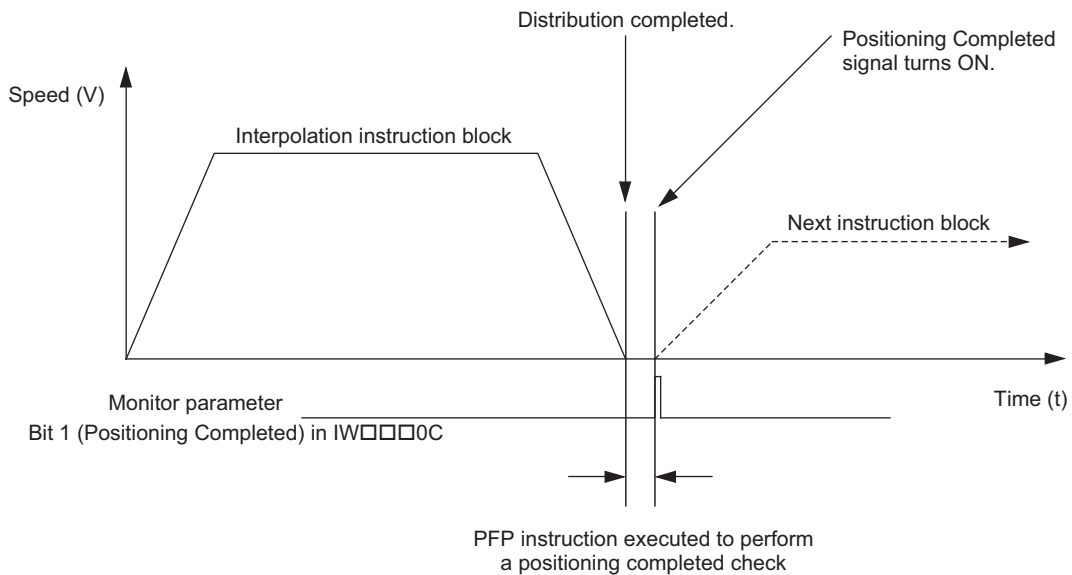 Distribution completed.
Positioning Completed
signal turns ON.
Speed (V)
Interpolation instruction block
Next instruction block
Time (t)
Monitor parameter
Bit 1 (Positioning Completed) in IW□□□0C
PFP instruction executed to perform
a positioning completed check